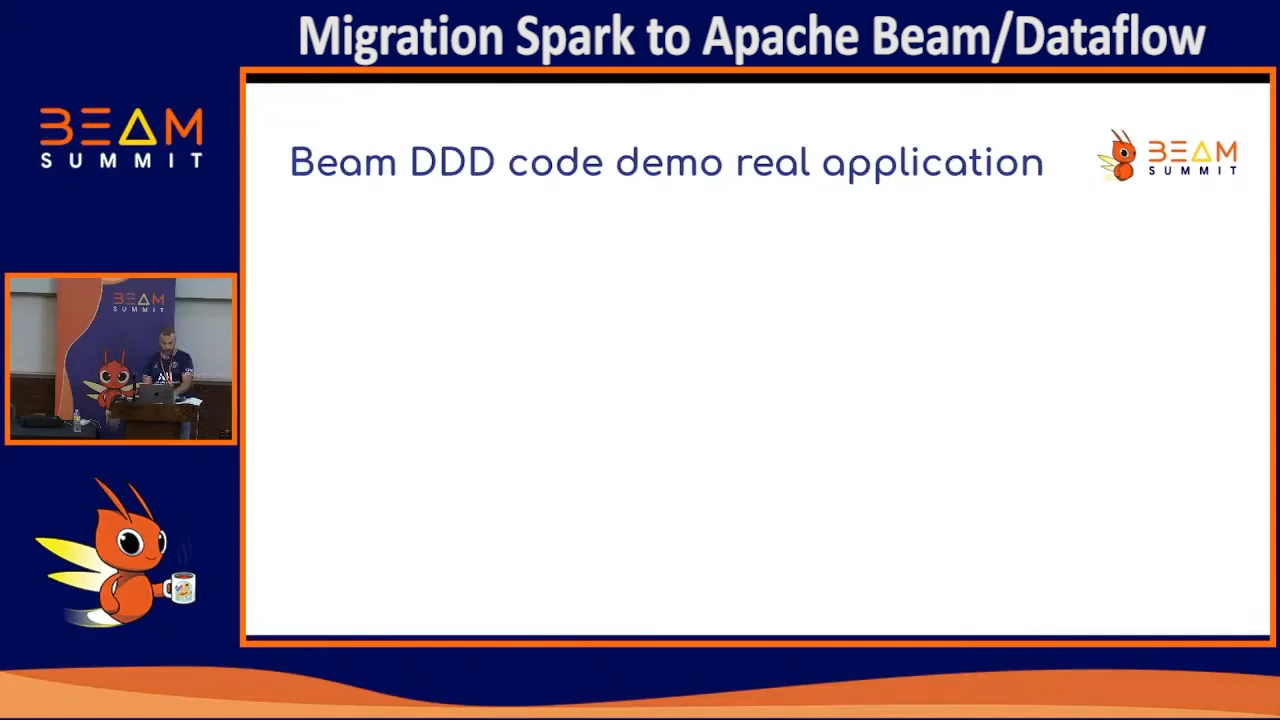 Migration Spark to Apache Beam/Dataflow
BEAM
SUMMIT
Beam DDD code demo real application
BEAM
SUMMIT
BEAM
SUMMIT